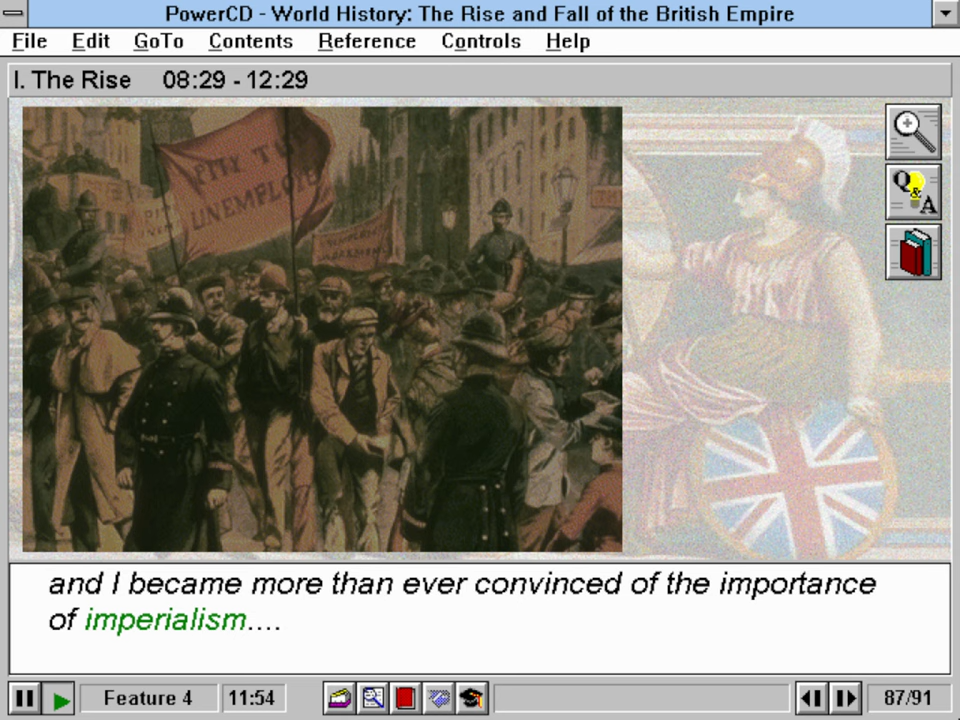 PowerCD - World History: The Rise and Fall of the British Empire
File Edit GoTo Contents Reference Controls Help
I. The Rise 08:29 - 12:29
PITY T
UNEMPLOYE
Q
&
A
and I became more than ever convinced of the importance
of imperialism....
Feature 4 11:54 87/91